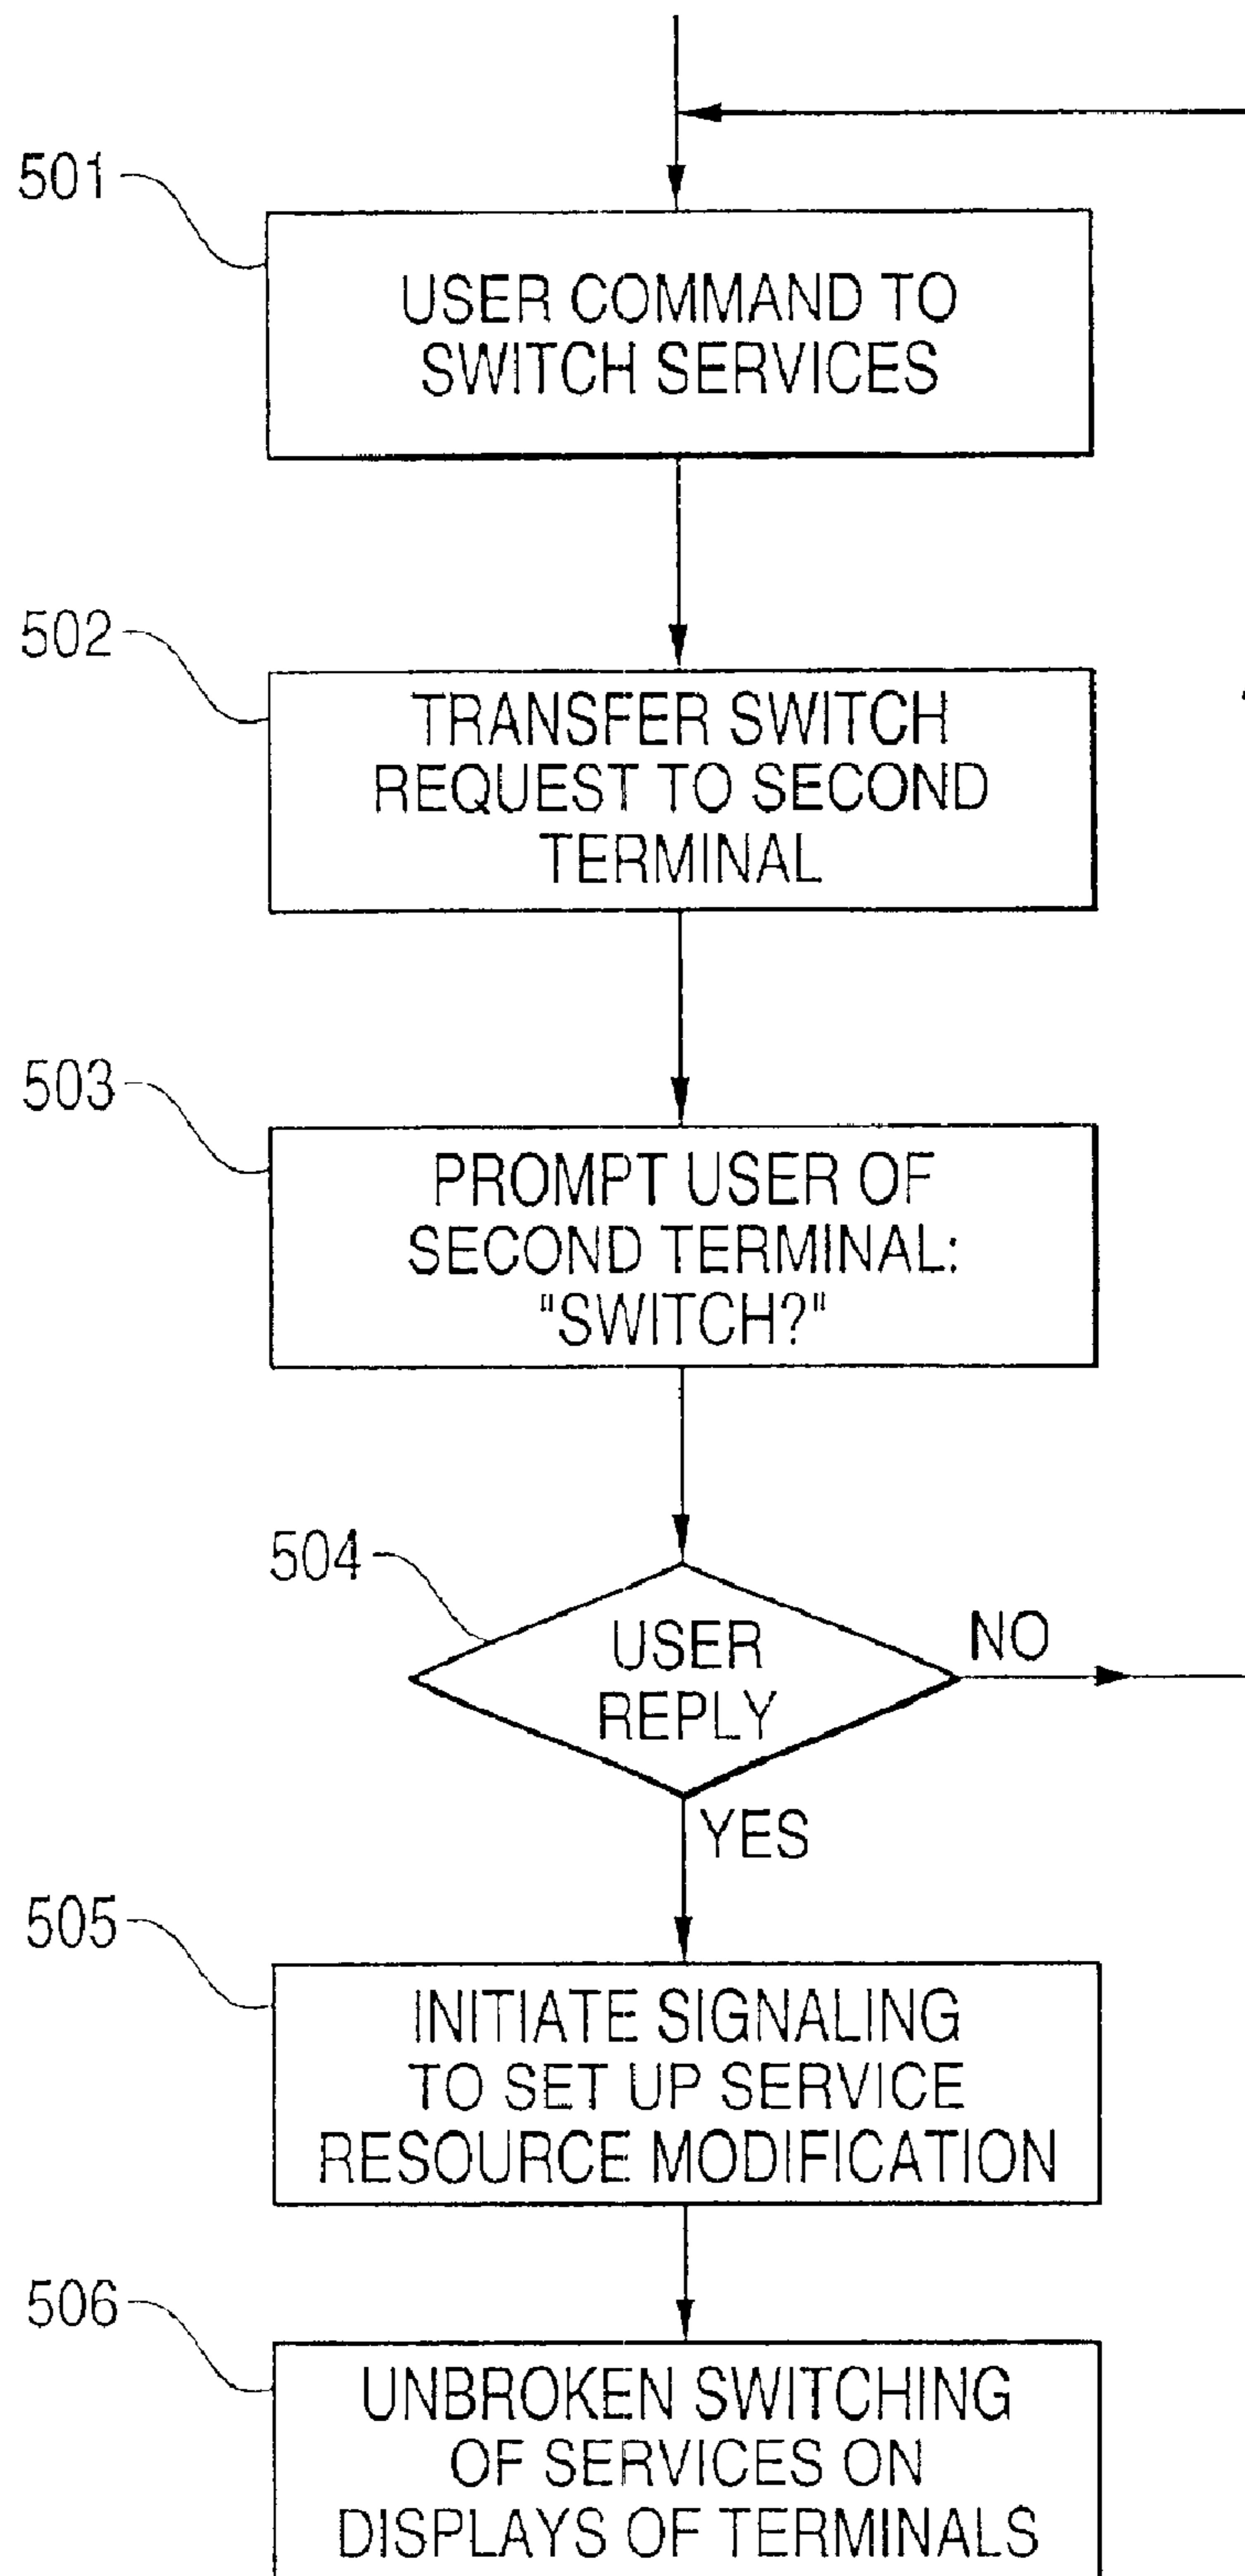 501
USER COMMAND TO
SWITCH SERVICES
502
TRANSFER SWITCH
REQUEST TO SECOND
TERMINAL
503
PROMPT USER OF
SECOND TERMINAL:
"SWITCH?"
504
USER
REPLY
NO
YES
505
INITIATE SIGNALING
TO SET UP SERVICE
RESOURCE MODIFICATION
506
UNBROKEN SWITCHING
OF SERVICES ON
DISPLAYS OF TERMINALS